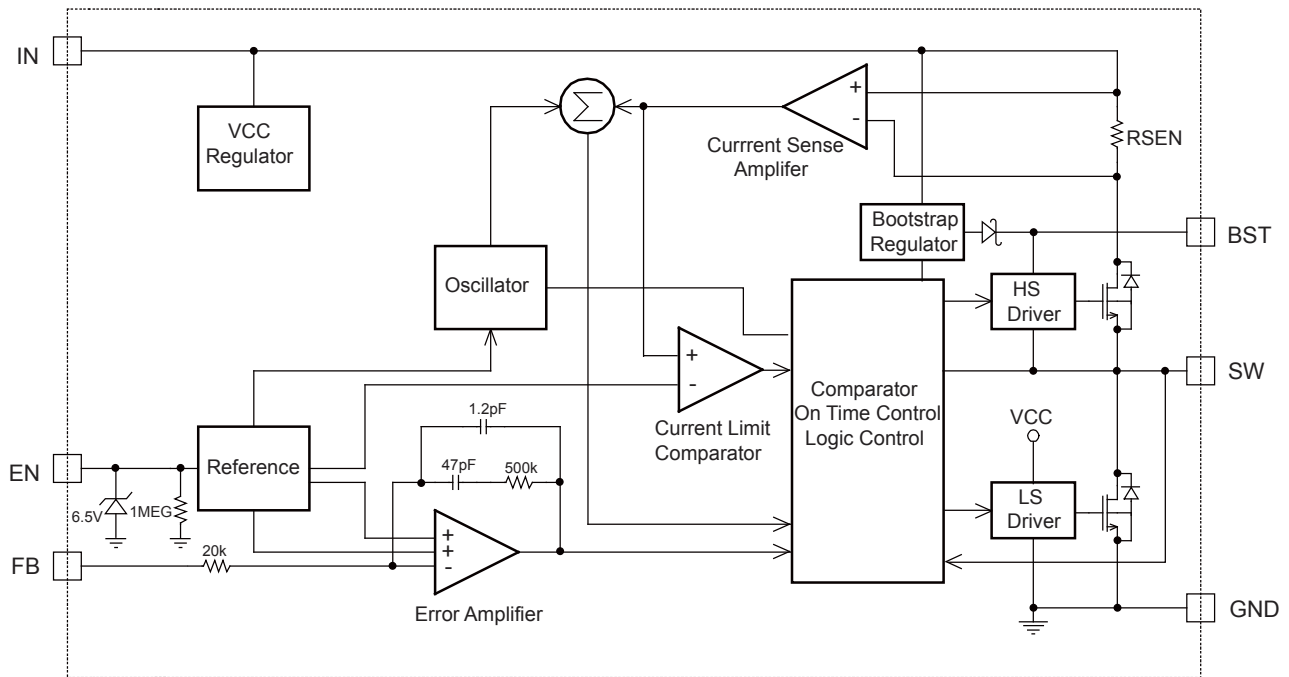 IN
VCC
Regulator
Σ
+
-
Currrent Sense
Amplifer
RSEN
Bootstrap
Regulator
BST
Oscillator
HS
Driver
+
-
Current Limit
Comparator
Comparator
On Time Control
Logic Control
SW
VCC
1.2pF
47pF
500k
EN
Reference
6.5V
1MEG
LS
Driver
FB
20k
+
+
-
Error Amplifier
GND